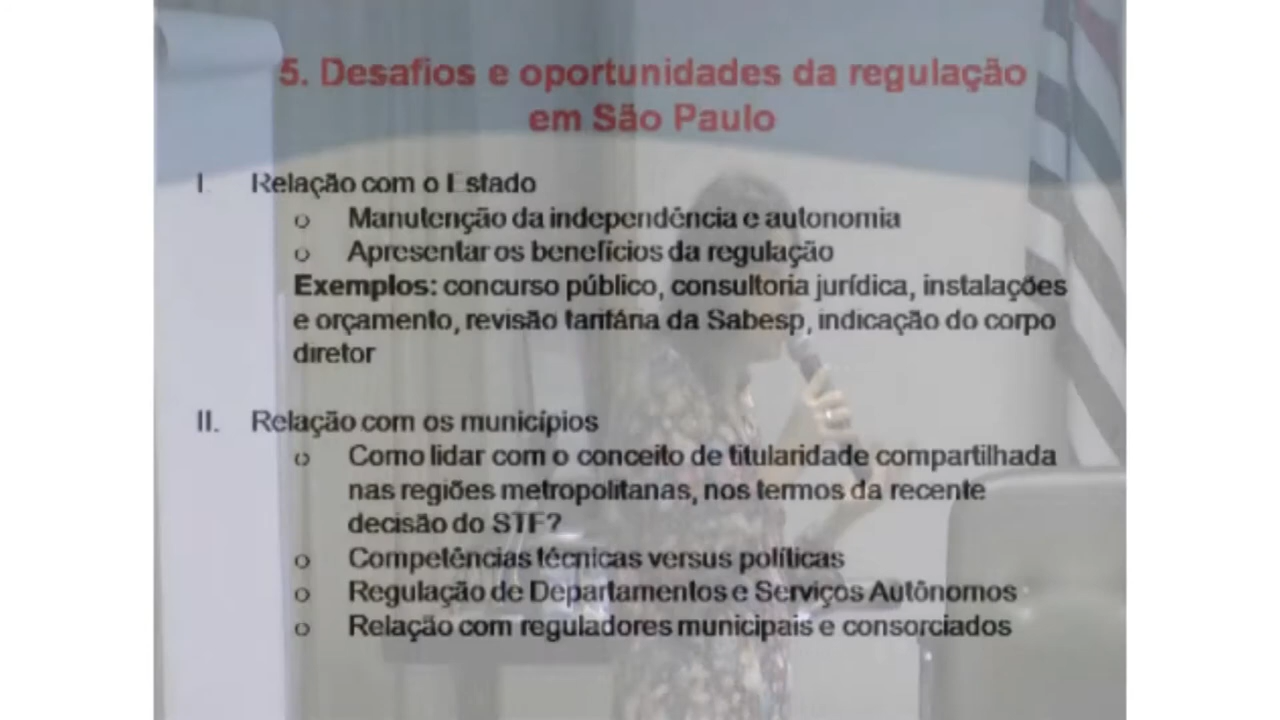 5. Desafios e oportunidades da regulação
em São Paulo
I. Relação com o Estado
o Manutenção da independência e autonomia
o Apresentar os benefícios da regulação
Exemplos: concurso público, consultoria jurídica, instalações
e orçamento, revisão tarifária da Sabesp, indicação do corpo
diretor
II. Relação com os municípios
o Como lidar com o conceito de titularidade compartilhada
nas regiões metropolitanas, nos termos da recente
decisão do STF?
o Competências técnicas versus políticas
o Regulação de Departamentos e Serviços Autônomos
o Relação com reguladores municipais e consorciados